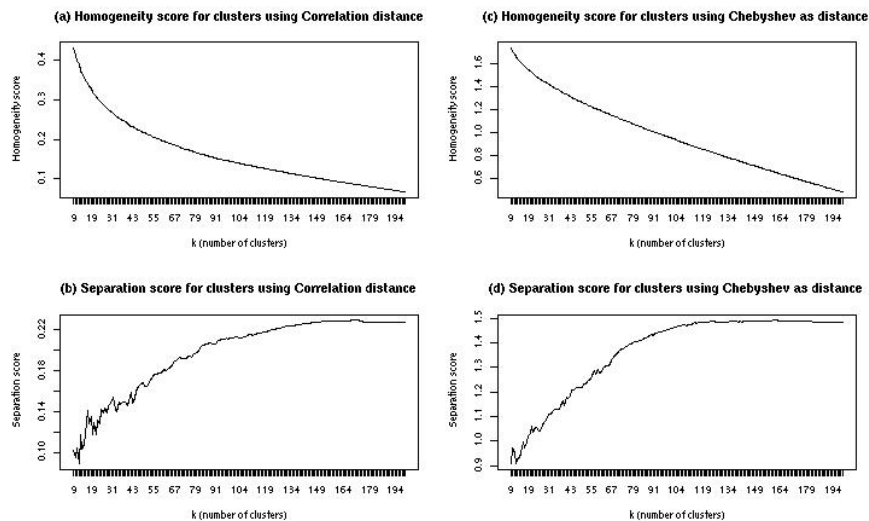 (a) Homogeneity score for clusters using Correlation distance
Homogeneity score
0.1 0.2 0.3 0.4
9 19 31 43 55 67 79 91 104 119 134 149 164 179 194
k (number of clusters)
(c) Homogeneity score for clusters using Chebyshev as distance
Homogeneity score
0.6 0.8 1.0 1.2 1.4 1.6
9 19 31 43 55 67 79 91 104 119 134 149 164 179 194
k (number of clusters)
(b) Separation score for clusters using Correlation distance
Separation score
0.10 0.14 0.18 0.22
9 19 31 43 55 67 79 91 104 119 134 149 164 179 194
k (number of clusters)
(d) Separation score for clusters using Chebyshev as distance
Separation score
0.9 1.0 1.1 1.2 1.3 1.4 1.5
9 19 31 43 55 67 79 91 104 119 134 149 164 179 194
k (number of clusters)